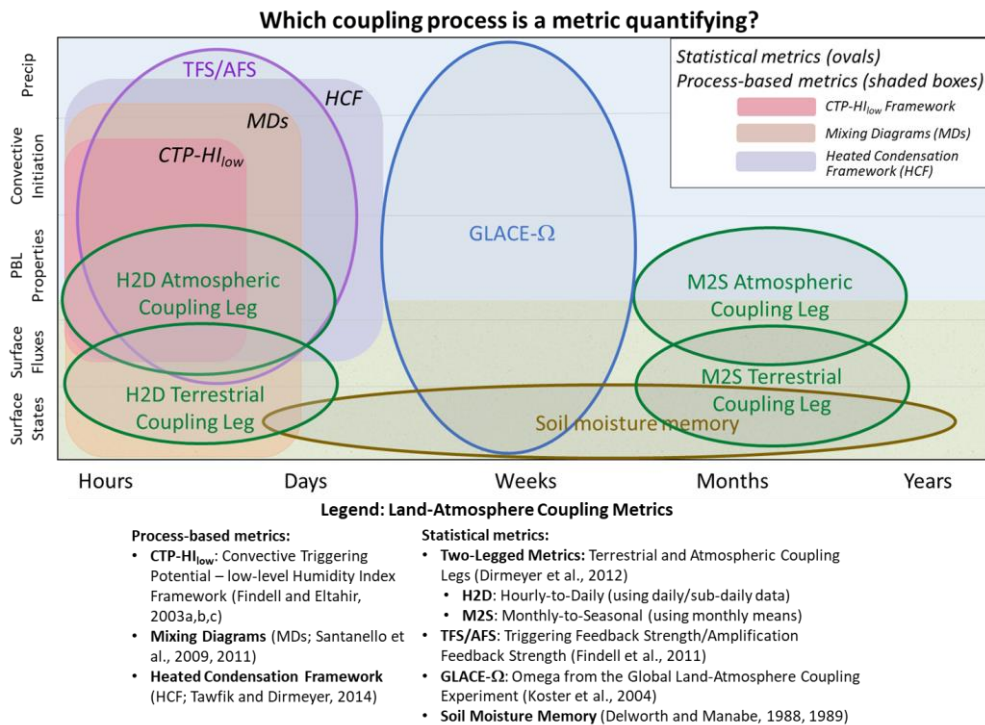 Which coupling process is a metric quantifying?
Precip
Convective
Initiation
PBL
Properties
Surface
Fluxes
Surface
States
TFS/AFS
HCF
MDs
CTP-HIlow
GLACE-Ω
H2D Atmospheric
Coupling Leg
H2D Terrestrial
Coupling Leg
M2S Atmospheric
Coupling Leg
M2S Terrestrial
Coupling Leg
Soil moisture memory
Statistical metrics (ovals)
Process-based metrics (shaded boxes)
CTP-HIlow Framework
Mixing Diagrams (MDs)
Heated Condensation
Framework (HCF)
Hours Days Weeks Months Years
Legend: Land-Atmosphere Coupling Metrics
Process-based metrics:
• CTP-HIlow: Convective Triggering
Potential – low-level Humidity Index
Framework (Findell and Eltahir,
2003a,b,c)
• Mixing Diagrams (MDs; Santanello
et al., 2009, 2011)
• Heated Condensation Framework
(HCF; Tawfik and Dirmeyer, 2014)
Statistical metrics:
• Two-Legged Metrics: Terrestrial and Atmospheric Coupling
Legs (Dirmeyer et al., 2012)
• H2D: Hourly-to-Daily (using daily/sub-daily data)
• M2S: Monthly-to-Seasonal (using monthly means)
• TFS/AFS: Triggering Feedback Strength/Amplification
Feedback Strength (Findell et al., 2011)
• GLACE-Ω: Omega from the Global Land-Atmosphere Coupling
Experiment (Koster et al., 2004)
• Soil Moisture Memory (Delworth and Manabe, 1988, 1989)